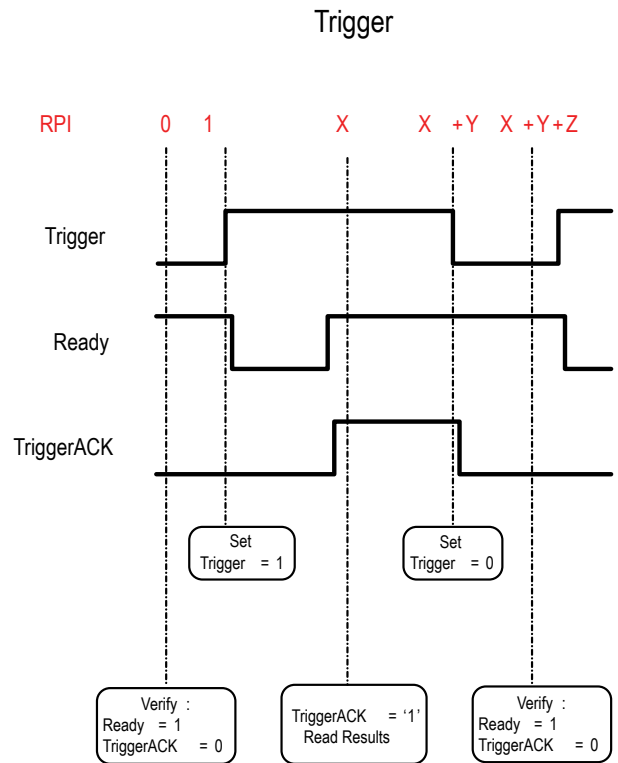 Trigger
RPI 0 1 X X +Y X +Y+Z
Trigger
Ready
TriggerACK
Set
Trigger = 1
Set
Trigger = 0
Verify :
Ready = 1
TriggerACK = 0
TriggerACK = ‘1’
Read Results
Verify :
Ready = 1
TriggerACK = 0